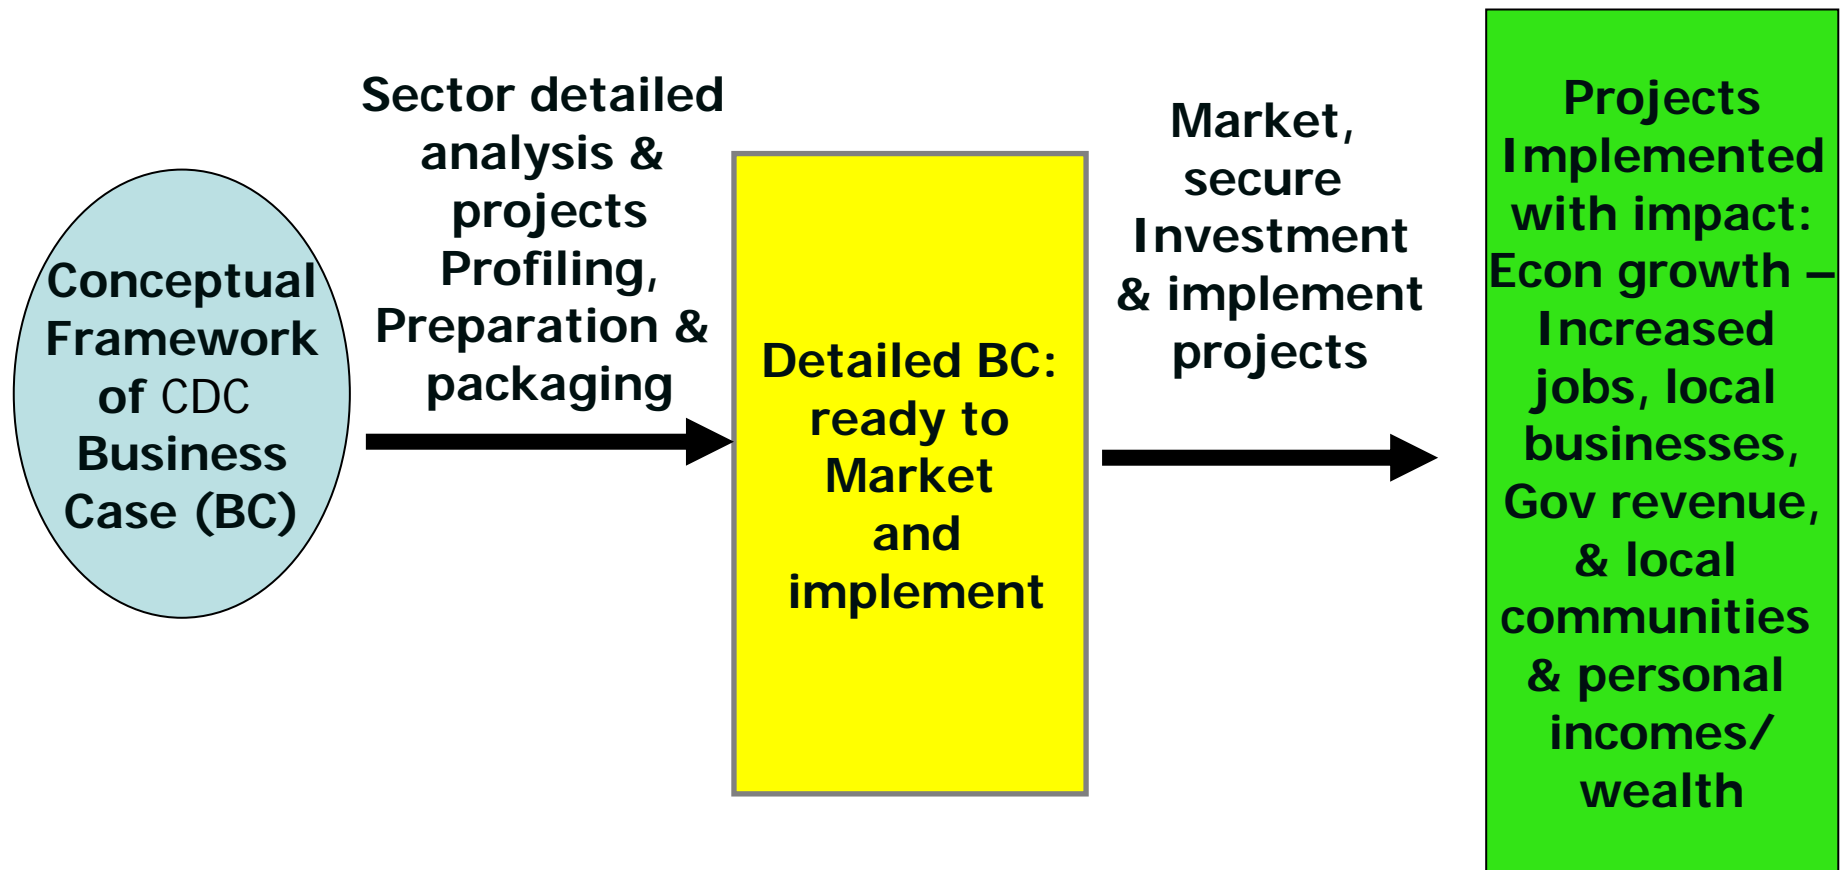 Conceptual
Framework
of CDC
Business
Case (BC)
Sector detailed
analysis &
projects
Profiling,
Preparation &
packaging
Detailed BC:
ready to
Market
and
implement
Market,
secure
Investment
& implement
projects
Projects
Implemented
with impact:
Econ growth –
Increased
jobs, local
businesses,
Gov revenue,
& local
communities
& personal
incomes/
wealth